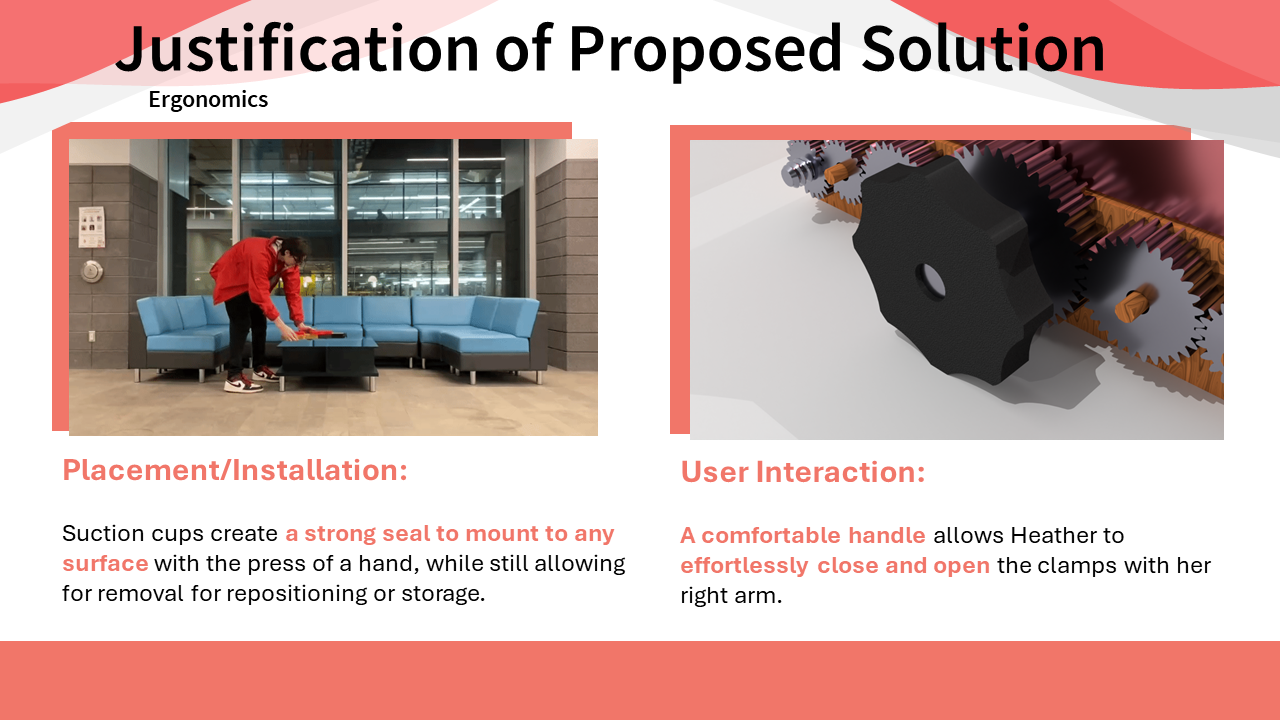 Justification of Proposed Solution
Ergonomics
Placement/Installation:
Suction cups create a strong seal to mount to any
surface with the press of a hand, while still allowing
for removal for repositioning or storage.
User Interaction:
A comfortable handle allows Heather to
effortlessly close and open the clamps with her
right arm.